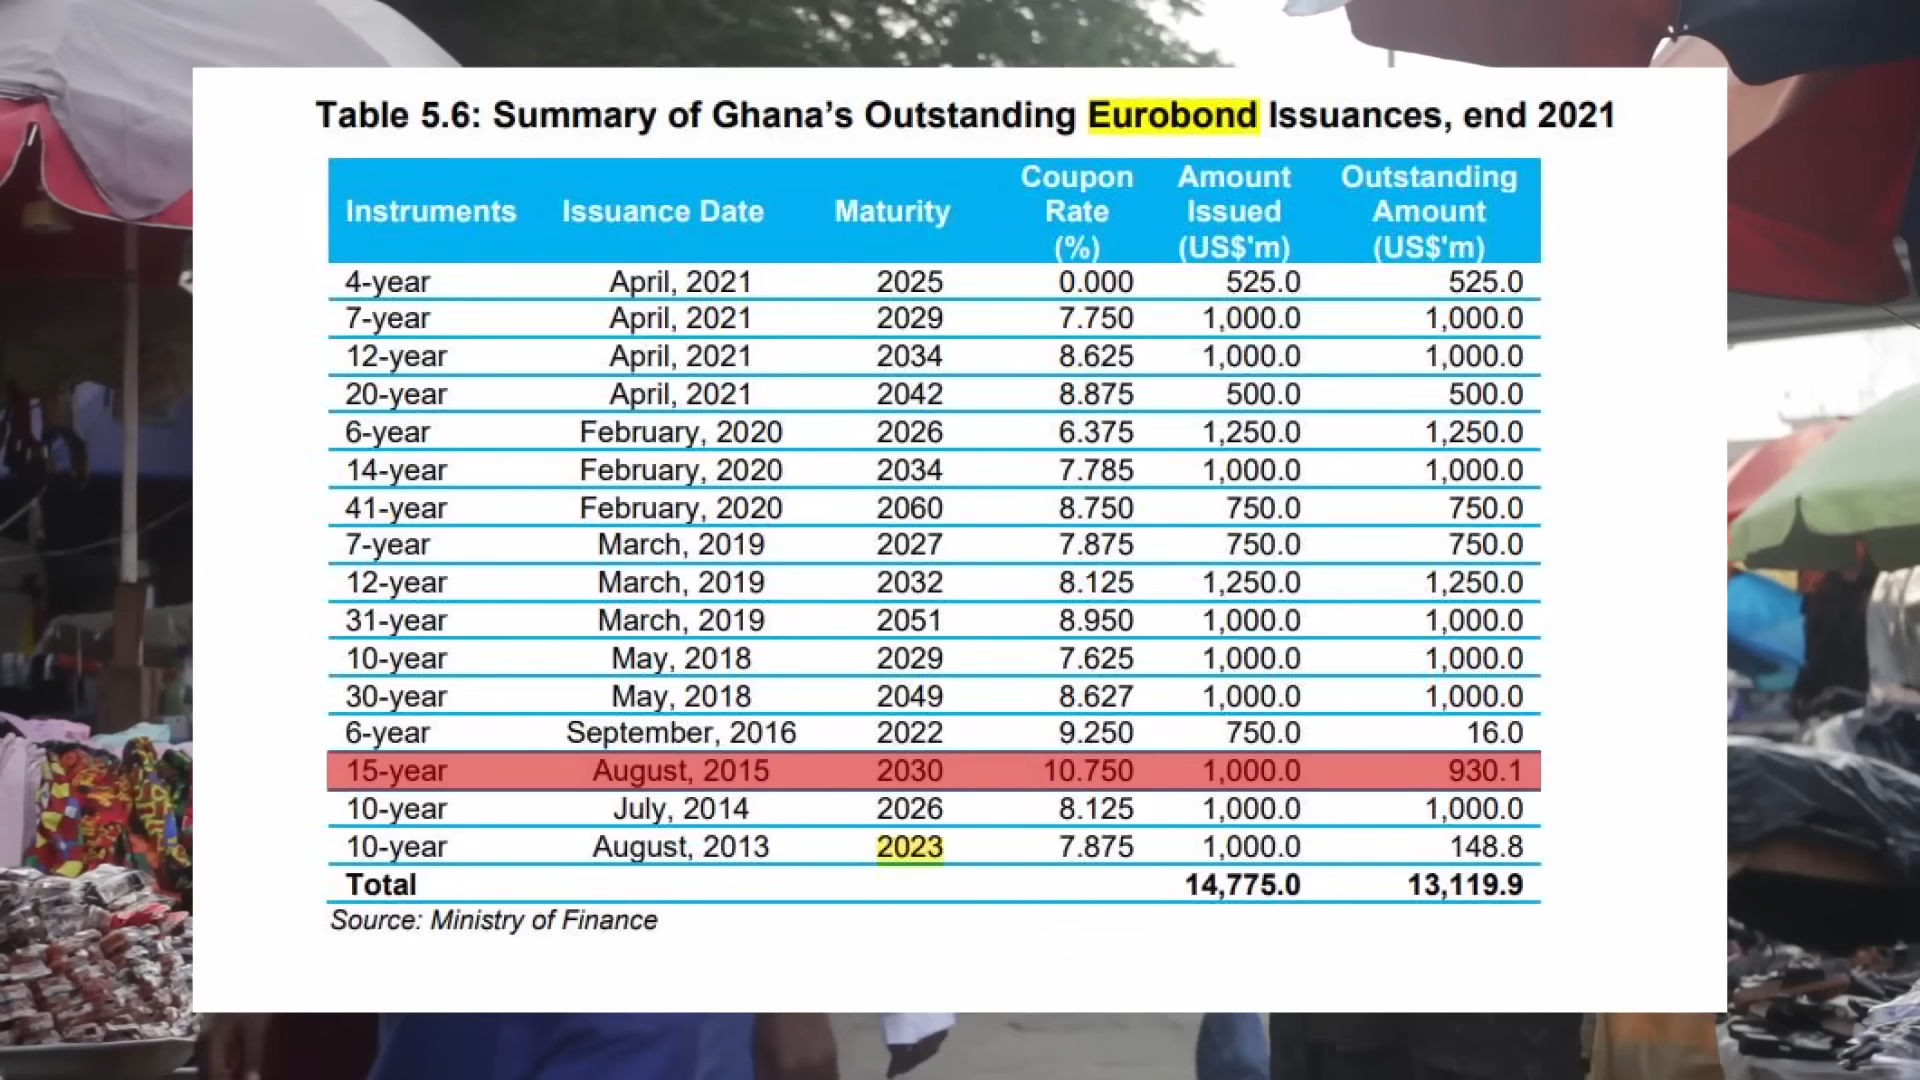 Table 5.6: Summary of Ghana's Outstanding Eurobond Issuances, end 2021
Instruments Issuance Date Maturity Coupon Rate (%) Amount Issued (US$'m) Outstanding Amount (US$'m)
4-year April, 2021 2025 0.000 525.0 525.0
7-year April, 2021 2029 7.750 1,000.0 1,000.0
12-year April, 2021 2034 8.625 1,000.0 1,000.0
20-year April, 2021 2042 8.875 500.0 500.0
6-year February, 2020 2026 6.375 1,250.0 1,250.0
14-year February, 2020 2034 7.785 1,000.0 1,000.0
41-year February, 2020 2060 8.750 750.0 750.0
7-year March, 2019 2027 7.875 750.0 750.0
12-year March, 2019 2032 8.125 1,250.0 1,250.0
31-year March, 2019 2051 8.950 1,000.0 1,000.0
10-year May, 2018 2029 7.625 1,000.0 1,000.0
30-year May, 2018 2049 8.627 1,000.0 1,000.0
6-year September, 2016 2022 9.250 750.0 16.0
15-year August, 2015 2030 10.750 1,000.0 930.1
10-year July, 2014 2026 8.125 1,000.0 1,000.0
10-year August, 2013 2023 7.875 1,000.0 148.8
Total 14,775.0 13,119.9
Source: Ministry of Finance